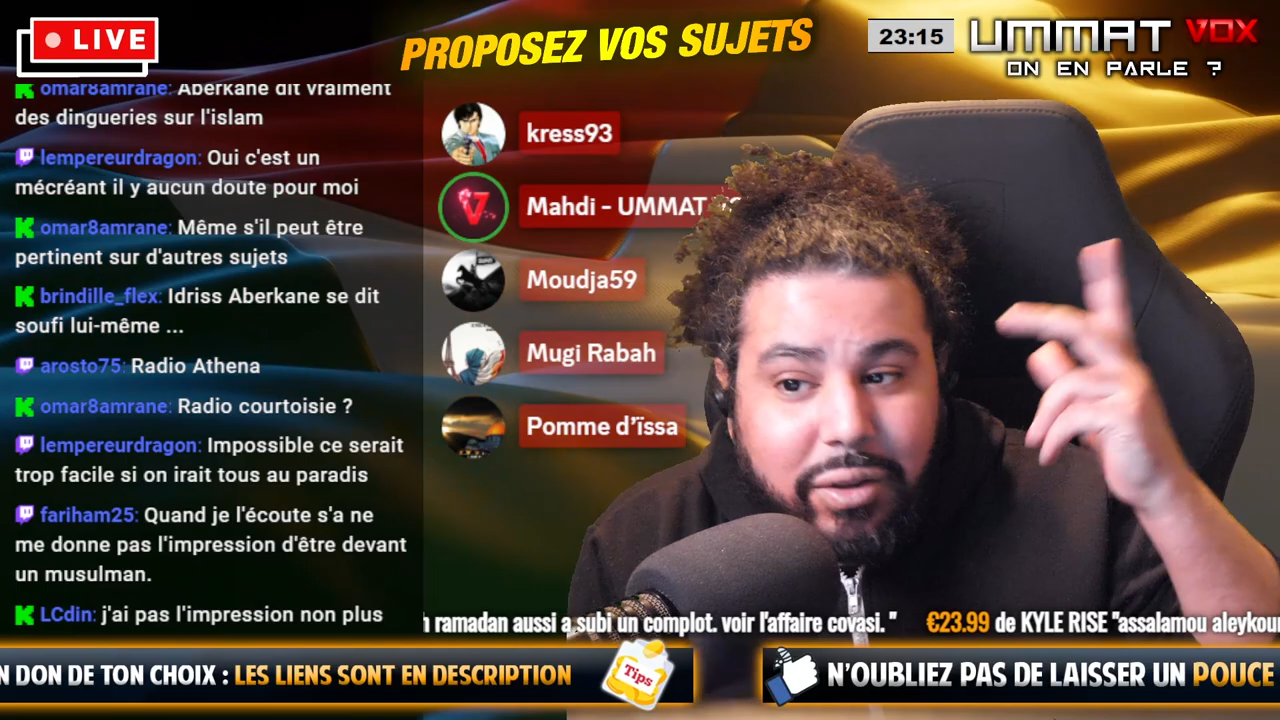 LIVE
PROPOSEZ VOS SUJETS
23:15
UMMAT VOX
ON EN PARLE ?
omar8amrane: Aberkane dit vraiment
des dingueries sur l'islam
lempereurdragon: Oui c'est un
mécréant il y aucun doute pour moi
omar8amrane: Même s'il peut être
pertinent sur d'autres sujets
brindille_flex: Idriss Aberkane se dit
soufi lui-même ...
arosto75: Radio Athena
omar8amrane: Radio courtoisie ?
lempereurdragon: Impossible ce serait
trop facile si on irait tous au paradis
fariham25: Quand je l'écoute s'a ne
me donne pas l'impression d'être devant
un musulman.
LCdin: j'ai pas l'impression non plus
kress93
Mahdi - UMMAT
Moudja59
Mugi Rabah
Pomme d'ïssa
ramadan aussi a subi un complot. voir l'affaire covasi. " €23.99 de KYLE RISE "assalamou aleykou
N DON DE TON CHOIX : LES LIENS SONT EN DESCRIPTION
Tips
N'OUBLIEZ PAS DE LAISSER UN POUCE